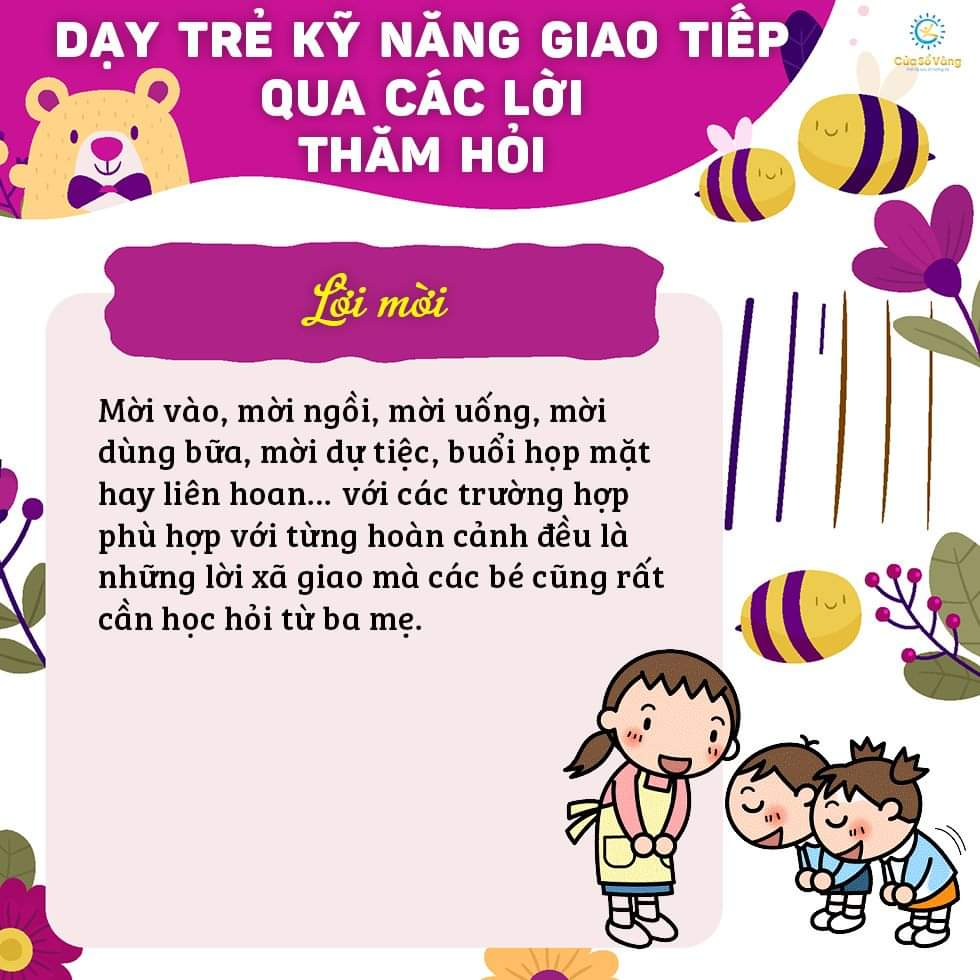 DẠY TRẺ KỸ NĂNG GIAO TIẾP
QUA CÁC LỜI
THĂM HỎI
Cửa Sổ Vàng
Lời mời
Mời vào, mời ngồi, mời uống, mời
dùng bữa, mời dự tiệc, buổi họp mặt
hay liên hoan... với các trường hợp
phù hợp với từng hoàn cảnh đều là
những lời xã giao mà các bé cũng rất
cần học hỏi từ ba mẹ.